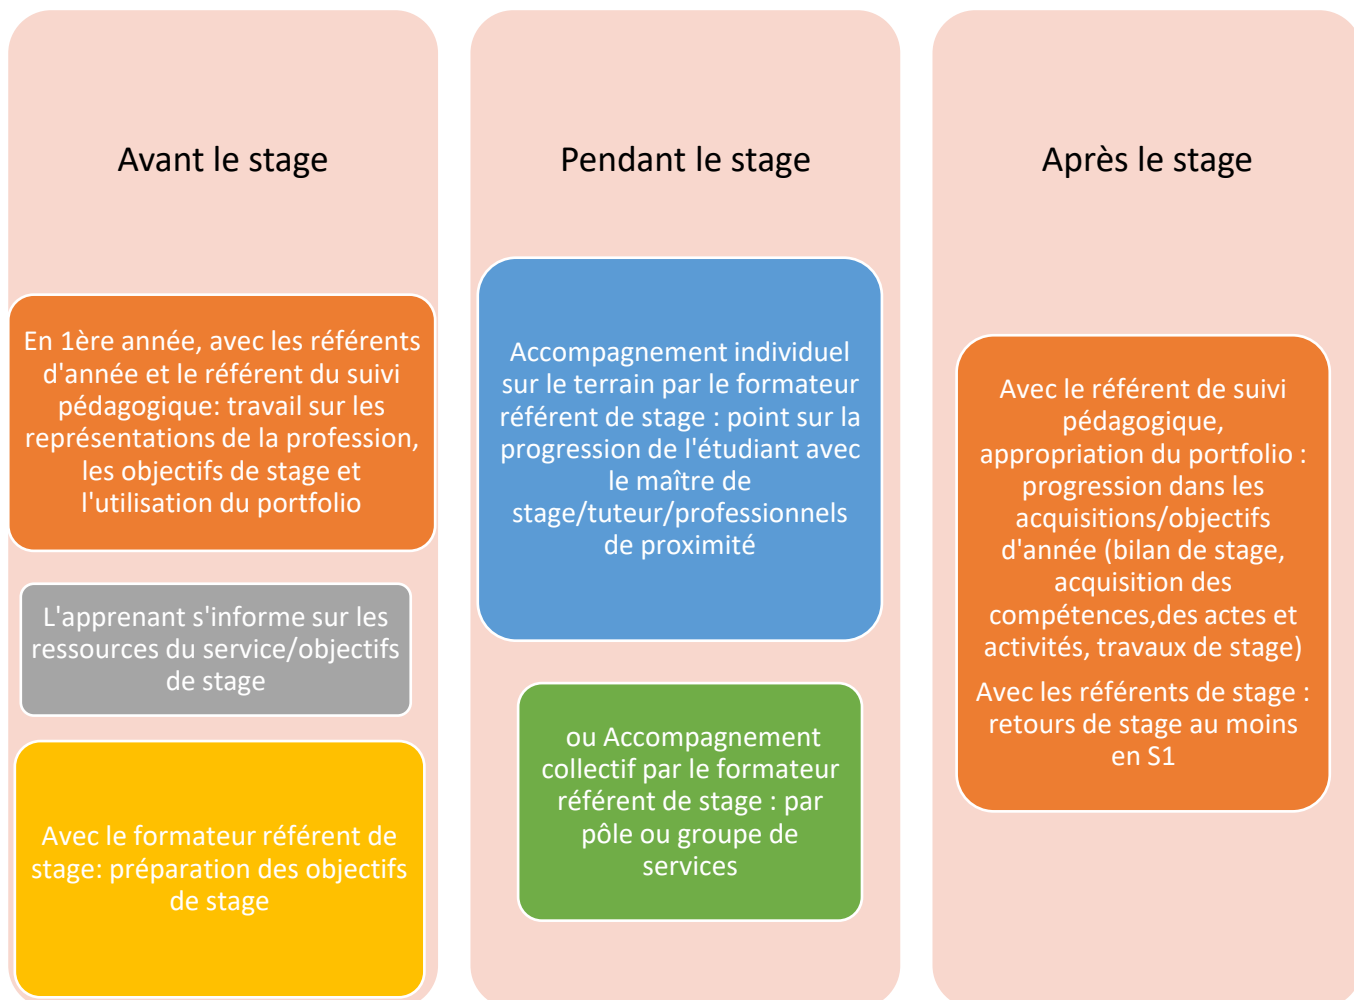 Avant le stage
En 1ère année, avec les référents
d'année et le référent du suivi
pédagogique: travail sur les
représentations de la profession,
les objectifs de stage et
l'utilisation du portfolio
L'apprenant s'informe sur les
ressources du service/objectifs
de stage
Avec le formateur référent de
stage: préparation des objectifs
de stage
Pendant le stage
Accompagnement individuel
sur le terrain par le formateur
référent de stage : point sur la
progression de l'étudiant avec
le maître de
stage/tuteur/professionnels
de proximité
ou Accompagnement
collectif par le formateur
référent de stage : par
pôle ou groupe de
services
Après le stage
Avec le référent de suivi
pédagogique,
appropriation du portfolio :
progression dans les
acquisitions/objectifs
d'année (bilan de stage,
acquisition des
compétences,des actes et
activités, travaux de stage)
Avec les référents de stage :
retours de stage au moins
en S1